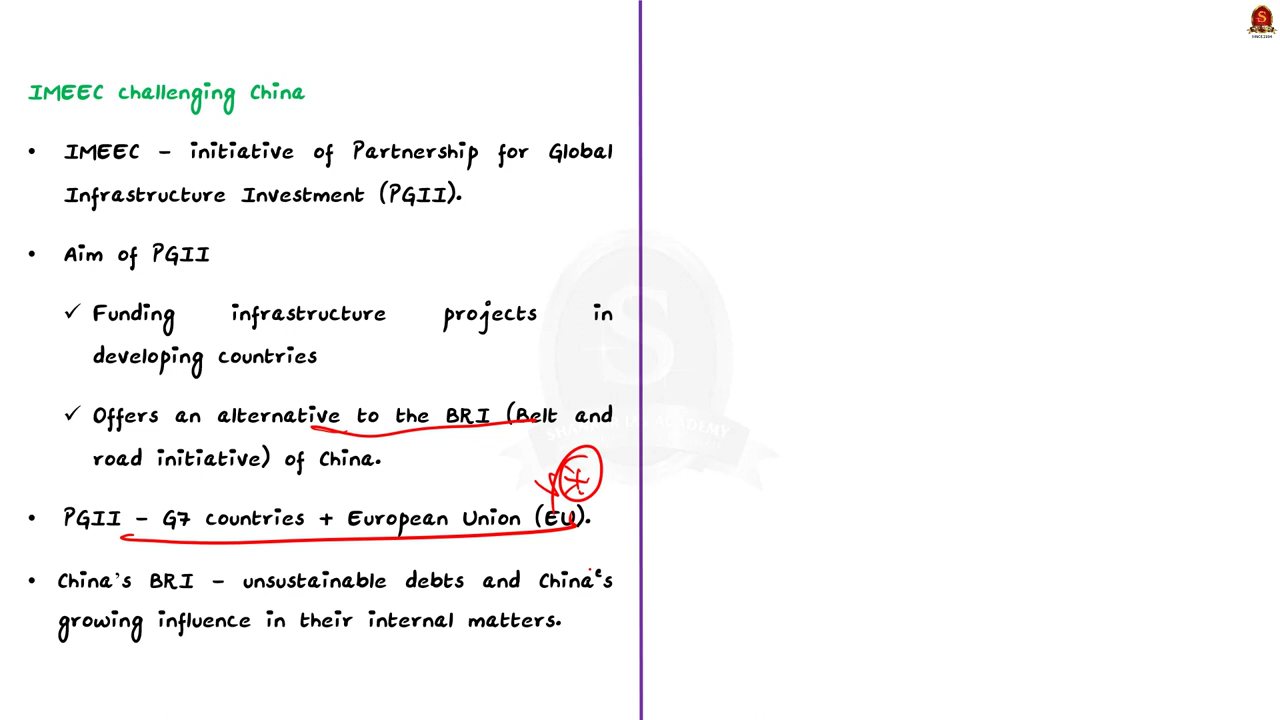 IMEEC challenging China
• IMEEC – initiative of Partnership for Global
Infrastructure Investment (PGII).
• Aim of PGII
✓ Funding infrastructure projects in
developing countries
✓ Offers an alternative to the BRI (Belt and
road initiative) of China.
• PGII – G7 countries + European Union (EU).
• China's BRI – unsustainable debts and China's
growing influence in their internal matters.
S
SINCE 2004
S